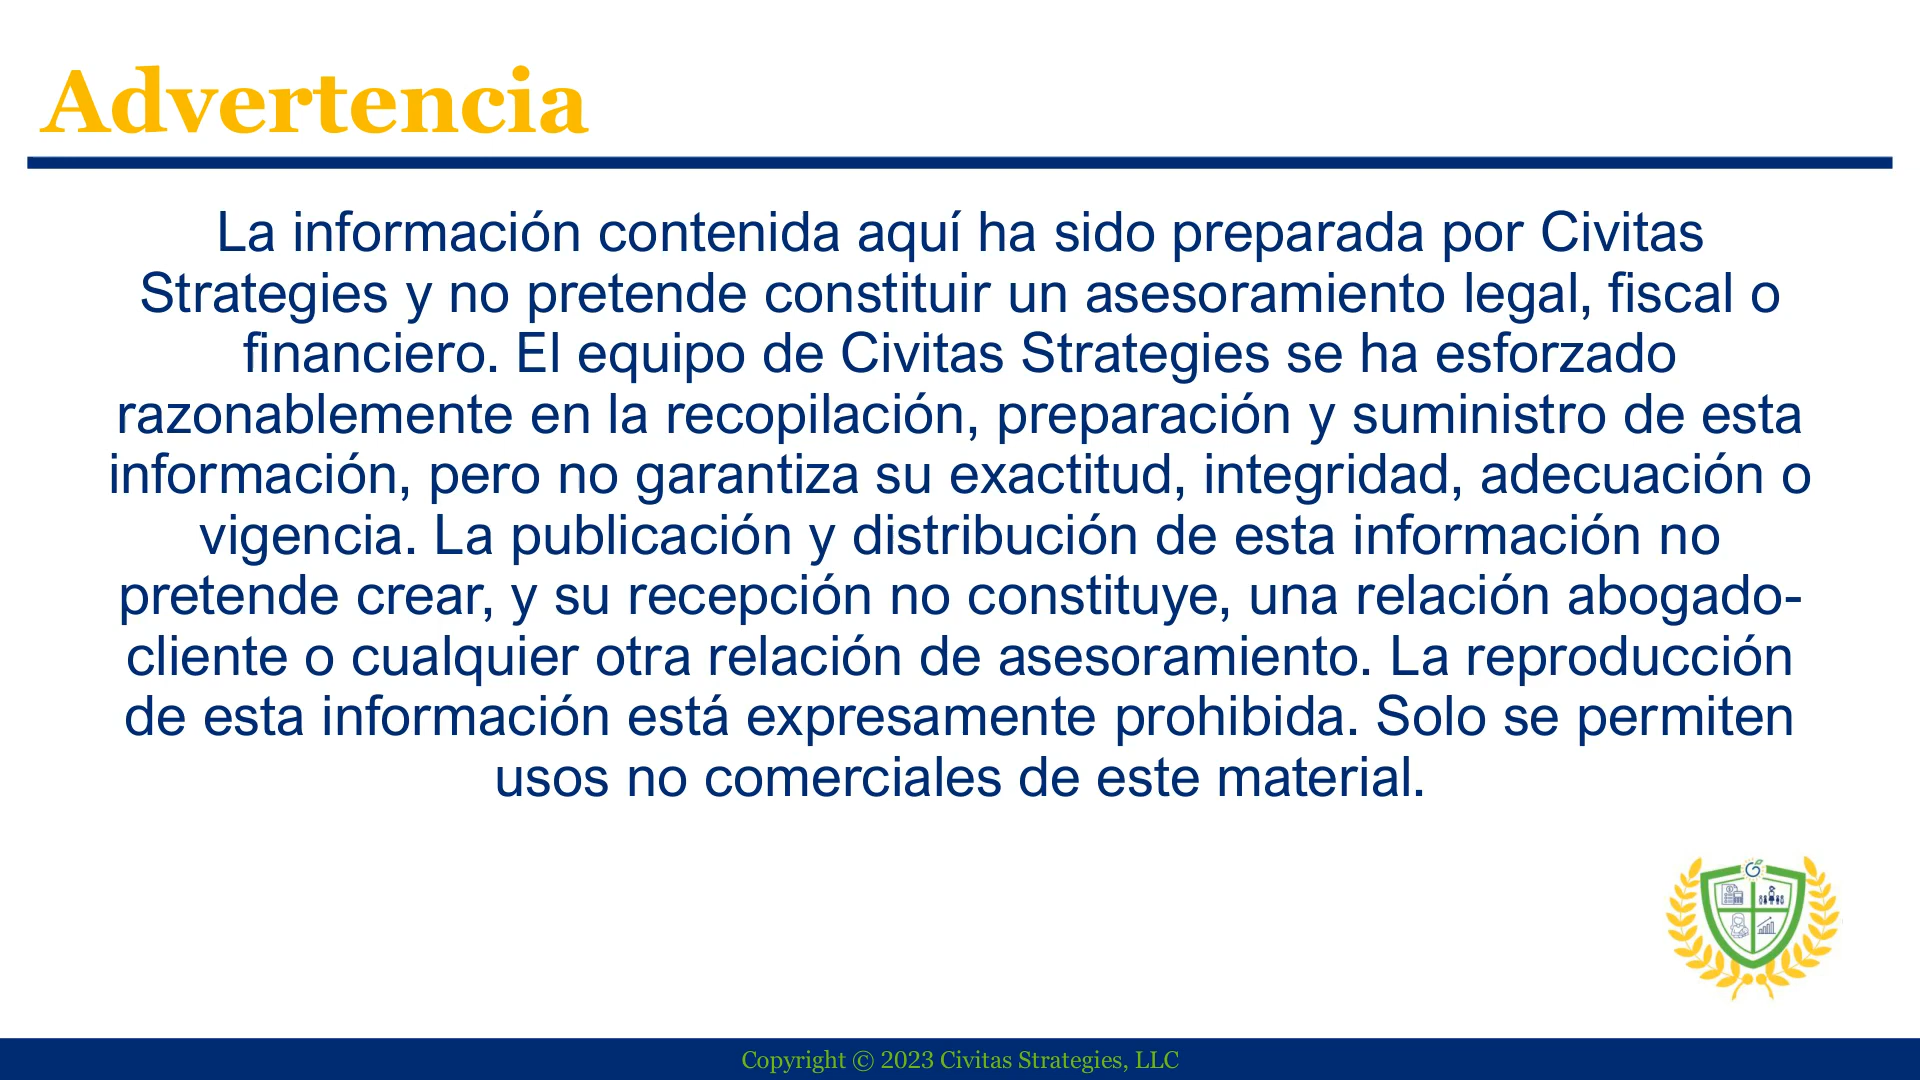 Advertencia
La información contenida aquí ha sido preparada por Civitas
Strategies y no pretende constituir un asesoramiento legal, fiscal o
financiero. El equipo de Civitas Strategies se ha esforzado
razonablemente en la recopilación, preparación y suministro de esta
información, pero no garantiza su exactitud, integridad, adecuación o
vigencia. La publicación y distribución de esta información no
pretende crear, y su recepción no constituye, una relación abogado-
cliente o cualquier otra relación de asesoramiento. La reproducción
de esta información está expresamente prohibida. Solo se permiten
usos no comerciales de este material.
Copyright © 2023 Civitas Strategies, LLC